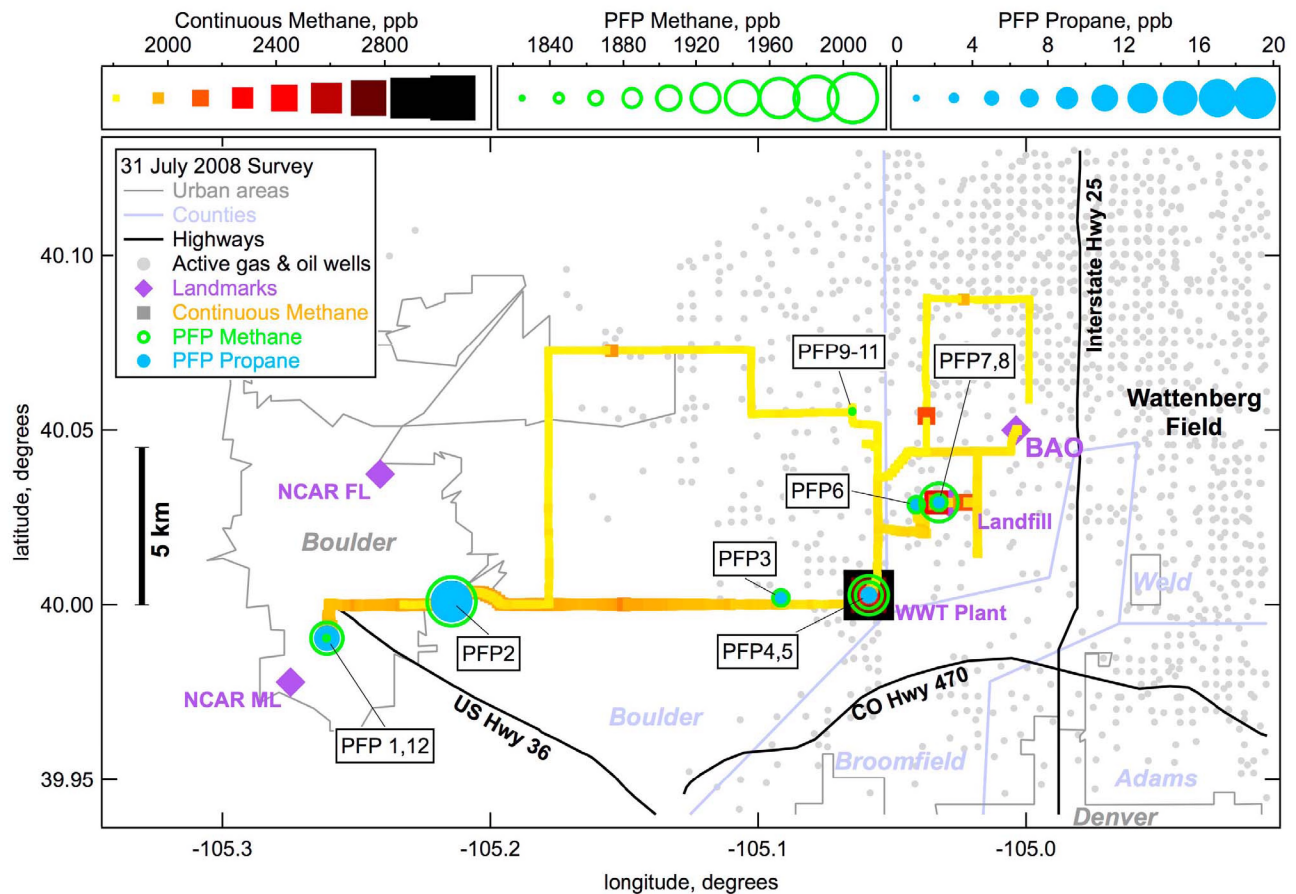 Continuous Methane, ppb
2000 2400 2800
PFP Methane, ppb
1840 1880 1920 1960 2000
PFP Propane, ppb
0 4 8 12 16 20
31 July 2008 Survey
Urban areas
Counties
Highways
Active gas & oil wells
Landmarks
Continuous Methane
PFP Methane
PFP Propane
40.10
40.05
40.00
39.95
latitude, degrees
5 km
Interstate Hwy 25
PFP9-11
PFP7,8
Wattenberg
Field
BAO
NCAR FL
PFP6
Landfill
Boulder
PFP3
Weld
WWT Plant
PFP2
PFP4,5
NCAR ML
US Hwy 36
CO Hwy 470
Boulder
PFP 1,12
Broomfield
Adams
Denver
-105.3 -105.2 -105.1 -105.0
longitude, degrees